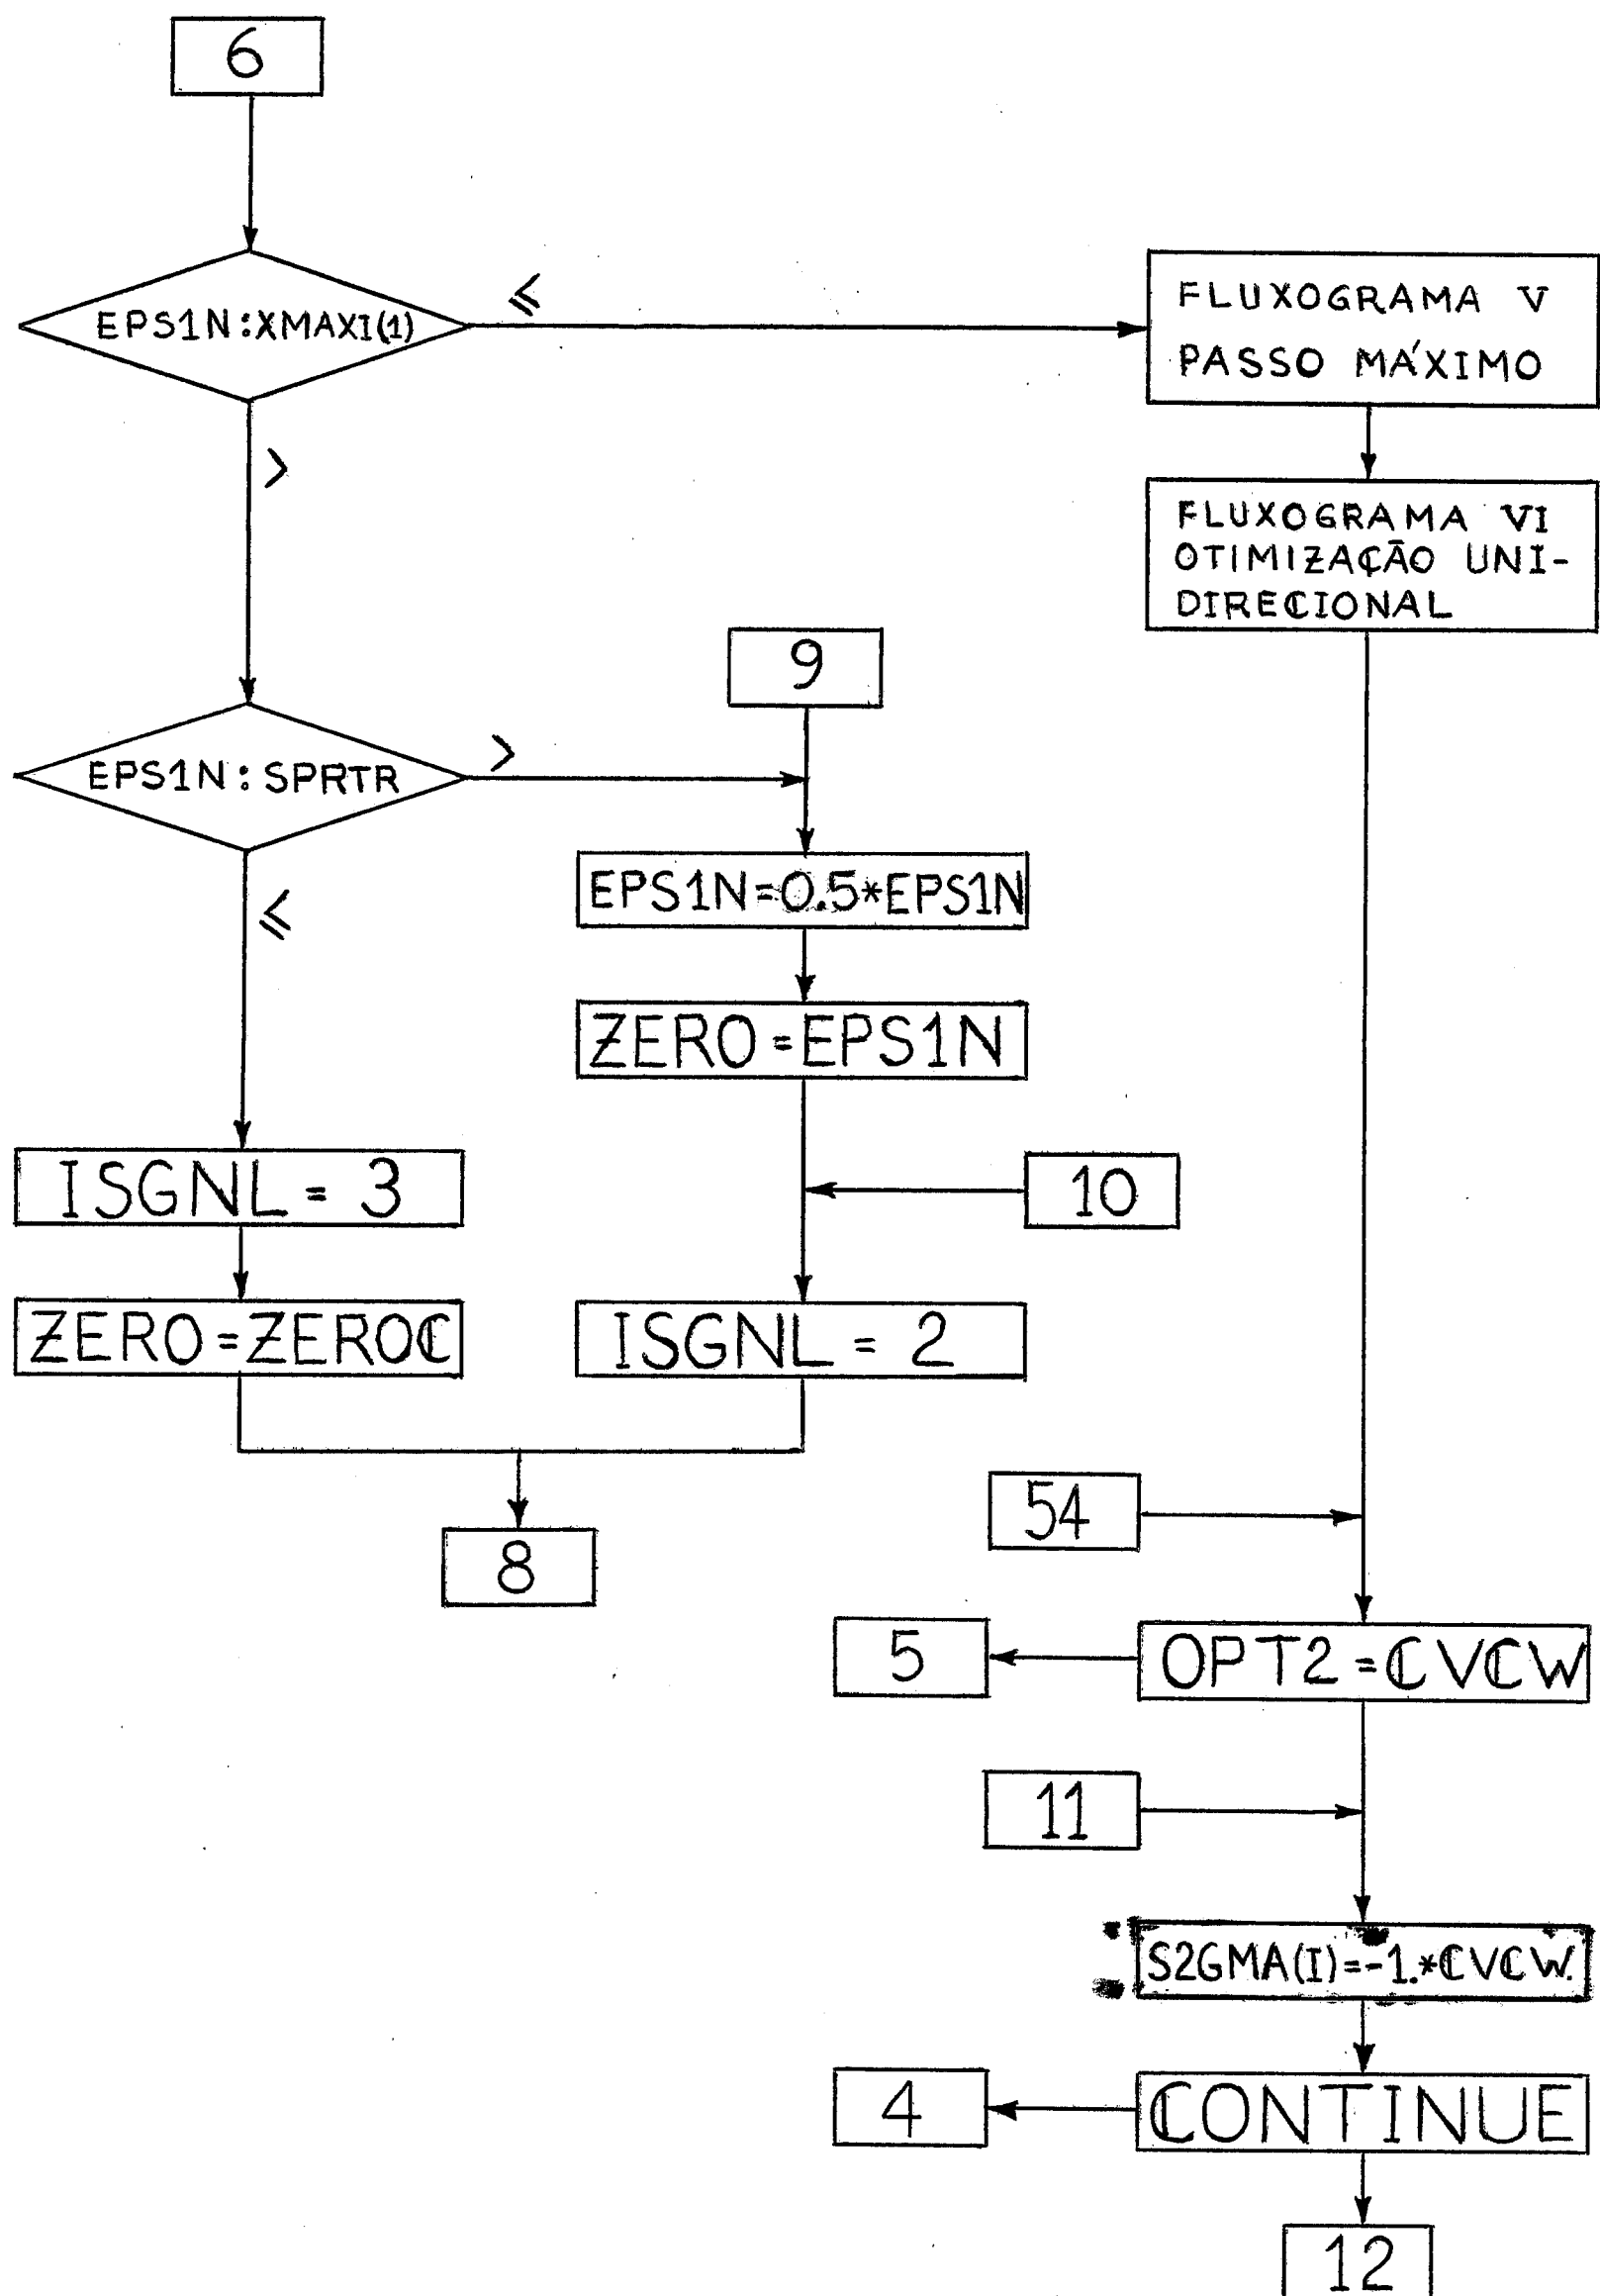 6
EPS1N:XMAXI(1)
≤
FLUXOGRAMA V
PASSO MÁXIMO
>
FLUXOGRAMA VI
OTIMIZAÇÃO UNI-
DIRECIONAL
9
EPS1N:SPRTR
>
≤
EPS1N=0.5*EPS1N
ZERO=EPS1N
ISGNL = 3
10
ZERO=ZEROC
ISGNL = 2
8
54
5
OPT2=CVCW
11
S2GMA(I)=-1.*CVCW.
4
CONTINUE
12